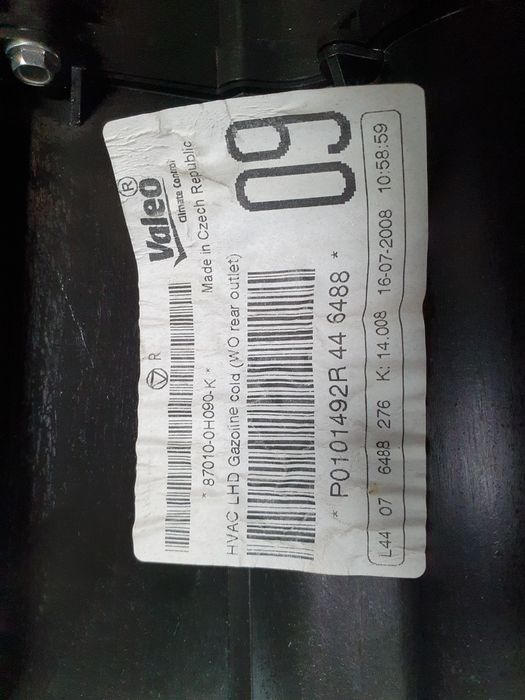 Valeo ®
Climate Control
Made in Czech Republic
09
R
* 87010-0H090-K *
HVAC LHD Gazoline cold (WO rear outlet)
* P0101492R 44 6488 *
L44 07 6488 276 K: 14.008 16-07-2008 10:58:59